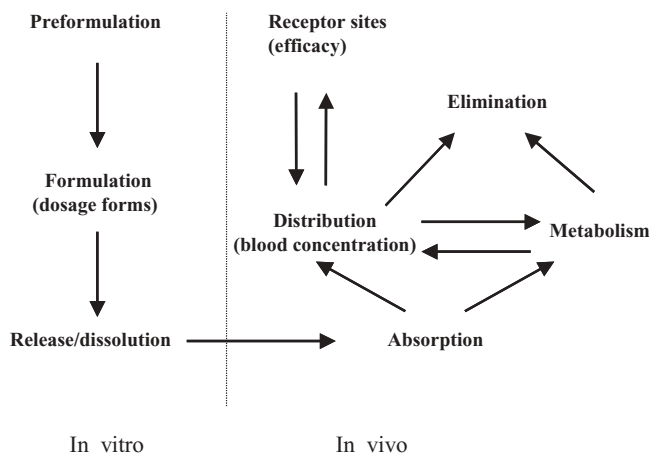 Preformulation
Receptor sites
(efficacy)
Elimination
Formulation
(dosage forms)
Distribution
(blood concentration)
Metabolism
Release/dissolution
Absorption
In vitro
In vivo